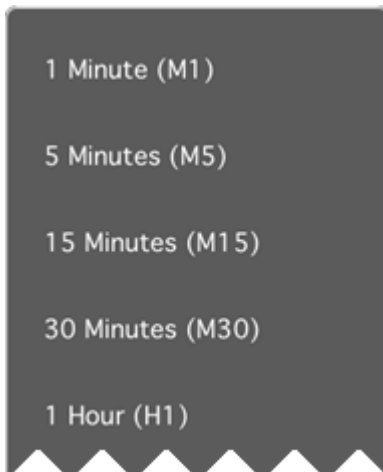 1 Minute (M1)
5 Minutes (M5)
15 Minutes (M15)
30 Minutes (M30)
1 Hour (H1)